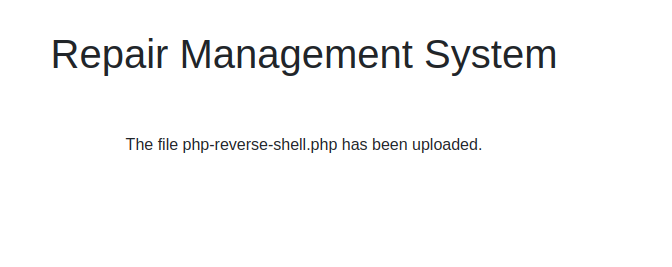 Repair Management System
The file php-reverse-shell.php has been uploaded.